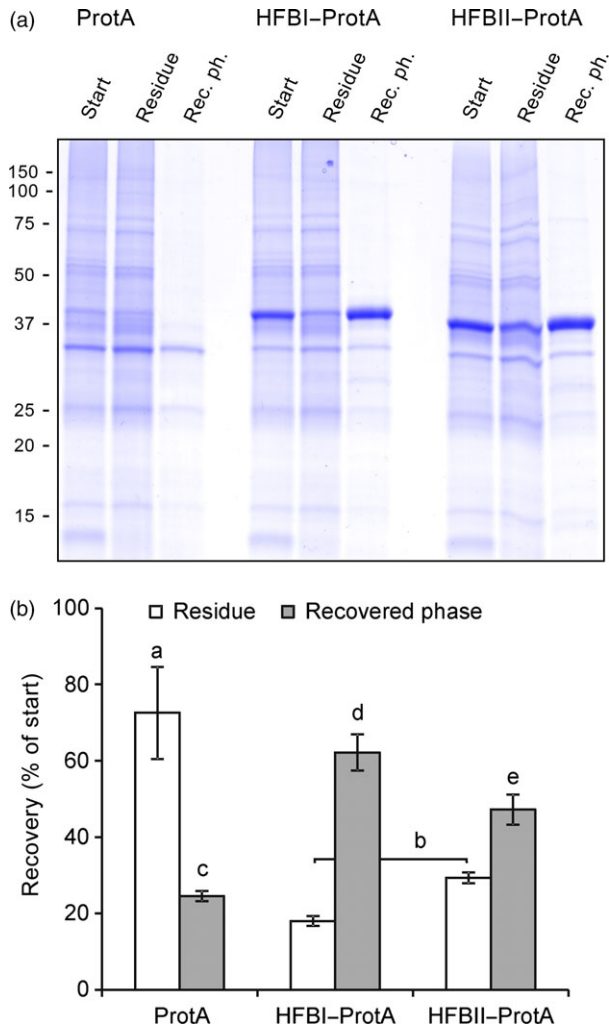 (a) ProtA HFBI–ProtA HFBII–ProtA
Start Residue Rec. ph. Start Residue Rec. ph. Start Residue Rec. ph.
150 -
100 -
75 -
50 -
37 -
25 -
20 -
15 -
(b)
100
80
60
40
20
0
Recovery (% of start)
Residue Recovered phase
a
c
d
b
e
ProtA HFBI–ProtA HFBII–ProtA